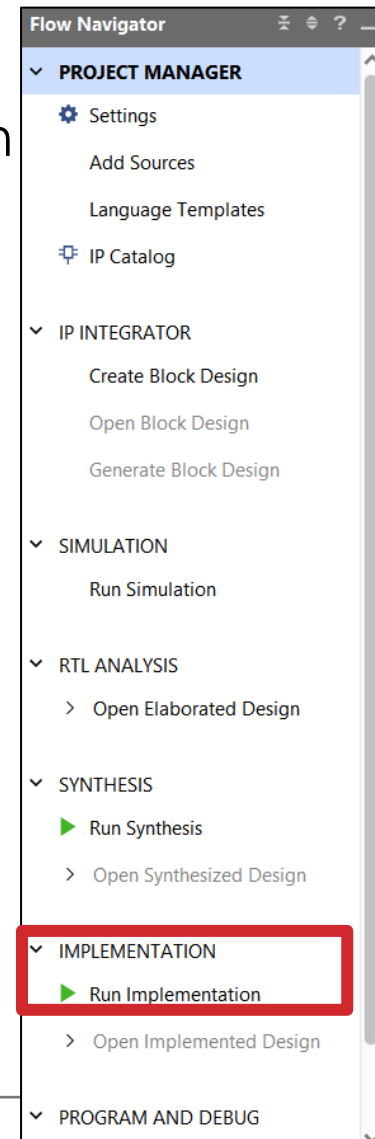 Flow Navigator ?
PROJECT MANAGER
Settings
Add Sources
Language Templates
IP Catalog
IP INTEGRATOR
Create Block Design
Open Block Design
Generate Block Design
SIMULATION
Run Simulation
RTL ANALYSIS
Open Elaborated Design
SYNTHESIS
Run Synthesis
Open Synthesized Design
IMPLEMENTATION
Run Implementation
Open Implemented Design
PROGRAM AND DEBUG